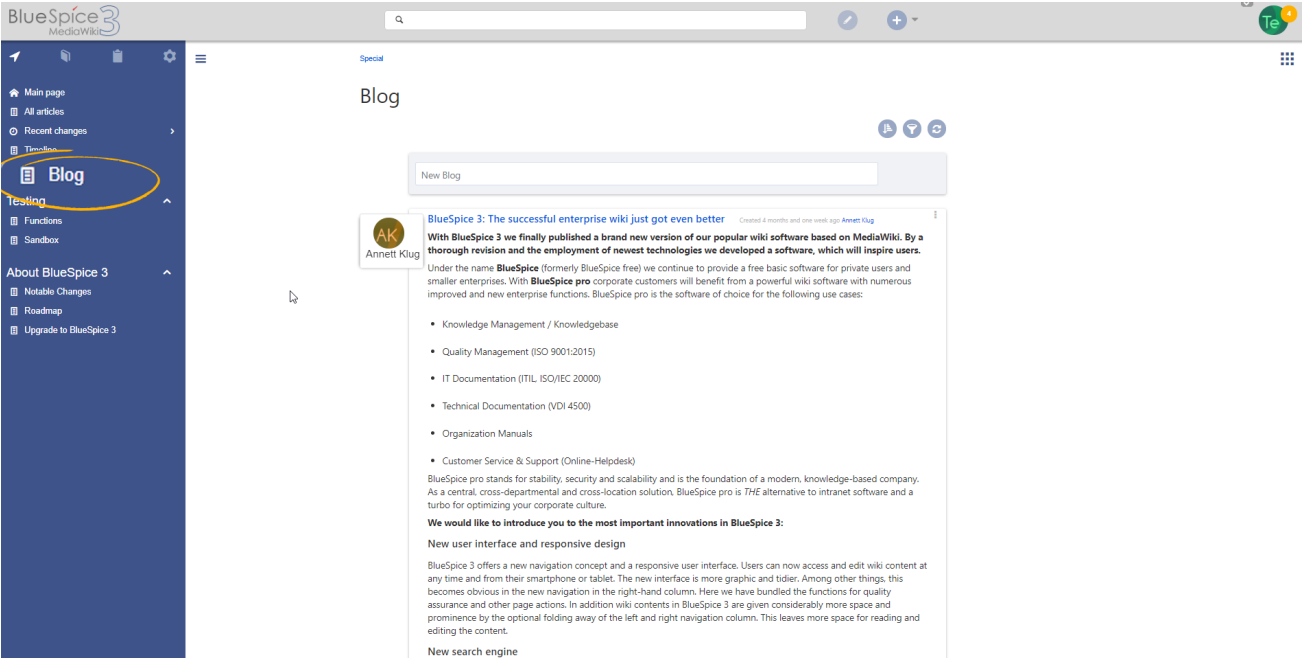 BlueSpice 3
MediaWiki
Te
4
Special
Main page
All articles
Recent changes
Timeline
Blog
Testing
Functions
Sandbox
About BlueSpice 3
Notable Changes
Roadmap
Upgrade to BlueSpice 3
Blog
New Blog
AK
Annett Klug
BlueSpice 3: The successful enterprise wiki just got even better Created 4 months and one week ago Annett Klug
With BlueSpice 3 we finally published a brand new version of our popular wiki software based on MediaWiki. By a
thorough revision and the employment of newest technologies we developed a software, which will inspire users.
Under the name BlueSpice (formerly BlueSpice free) we continue to provide a free basic software for private users and
smaller enterprises. With BlueSpice pro corporate customers will benefit from a powerful wiki software with numerous
improved and new enterprise functions. BlueSpice pro is the software of choice for the following use cases:
• Knowledge Management / Knowledgebase
• Quality Management (ISO 9001:2015)
• IT Documentation (ITIL, ISO/IEC 20000)
• Technical Documentation (VDI 4500)
• Organization Manuals
• Customer Service & Support (Online-Helpdesk)
BlueSpice pro stands for stability, security and scalability and is the foundation of a modern, knowledge-based company.
As a central, cross-departmental and cross-location solution, BlueSpice pro is THE alternative to intranet software and a
turbo for optimizing your corporate culture.
We would like to introduce you to the most important innovations in BlueSpice 3:
New user interface and responsive design
BlueSpice 3 offers a new navigation concept and a responsive user interface. Users can now access and edit wiki content at
any time and from their smartphone or tablet. The new interface is more graphic and tidier. Among other things, this
becomes obvious in the new navigation in the right-hand column. Here we have bundled the functions for quality
assurance and other page actions. In addition wiki contents in BlueSpice 3 are given considerably more space and
prominence by the optional folding away of the left and right navigation column. This leaves more space for reading and
editing the content.
New search engine